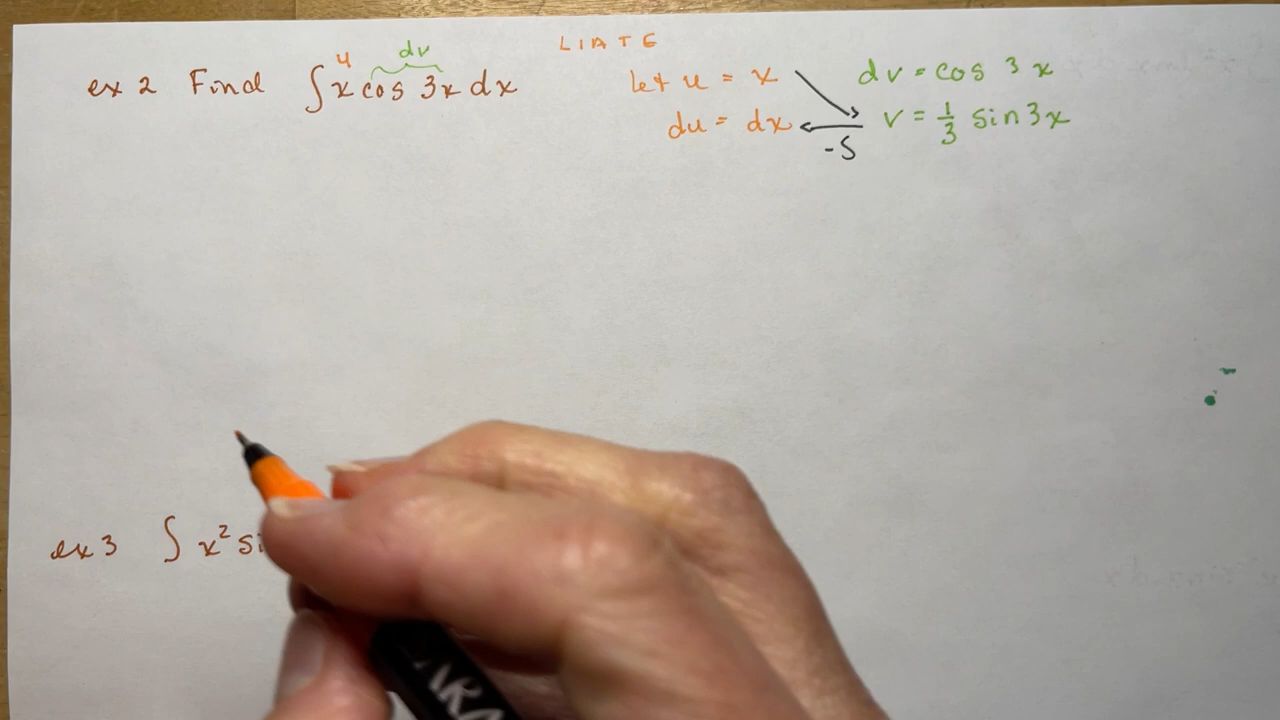 LIATE
ex 2 Find ∫ x cos 3x dx
u
dv
let u = x
dv = cos 3x
du = dx
v = 1/3 sin 3x
-∫
ex 3 ∫ x² si